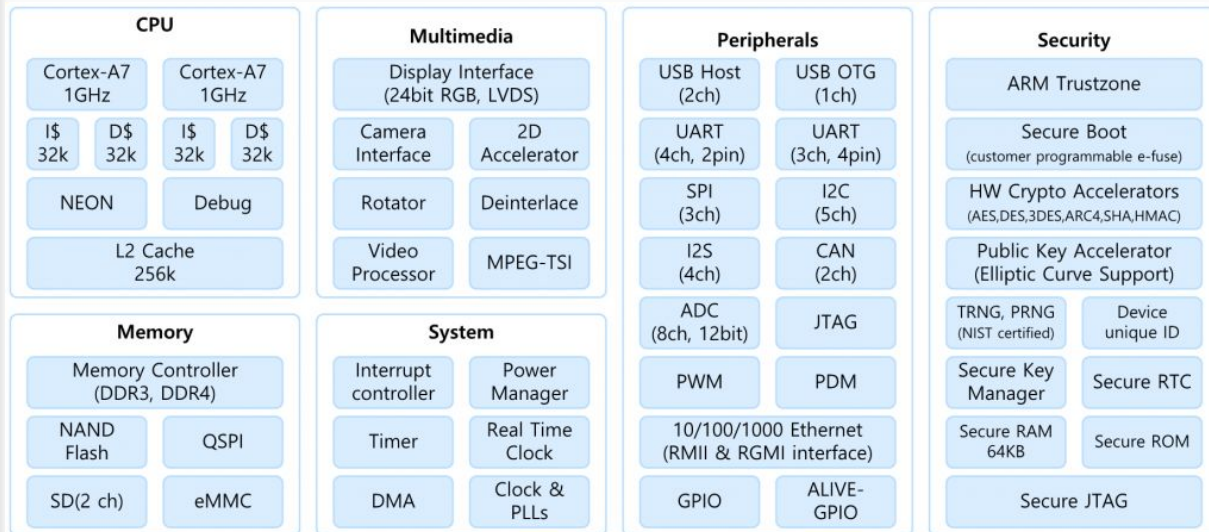 CPU
Cortex-A7
1GHz
Cortex-A7
1GHz
I$
32k
D$
32k
I$
32k
D$
32k
NEON
Debug
L2 Cache
256k
Multimedia
Display Interface
(24bit RGB, LVDS)
Camera
Interface
2D
Accelerator
Rotator
Deinterlace
Video
Processor
MPEG-TSI
Memory
Memory Controller
(DDR3, DDR4)
NAND
Flash
QSPI
SD(2 ch)
eMMC
System
Interrupt
controller
Power
Manager
Timer
Real Time
Clock
DMA
Clock &
PLLs
Peripherals
USB Host
(2ch)
USB OTG
(1ch)
UART
(4ch, 2pin)
UART
(3ch, 4pin)
SPI
(3ch)
I2C
(5ch)
I2S
(4ch)
CAN
(2ch)
ADC
(8ch, 12bit)
JTAG
PWM
PDM
10/100/1000 Ethernet
(RMII & RGMI interface)
GPIO
ALIVE-
GPIO
Security
ARM Trustzone
Secure Boot
(customer programmable e-fuse)
HW Crypto Accelerators
(AES,DES,3DES,ARC4,SHA,HMAC)
Public Key Accelerator
(Elliptic Curve Support)
TRNG, PRNG
(NIST certified)
Device
unique ID
Secure Key
Manager
Secure RTC
Secure RAM
64KB
Secure ROM
Secure JTAG